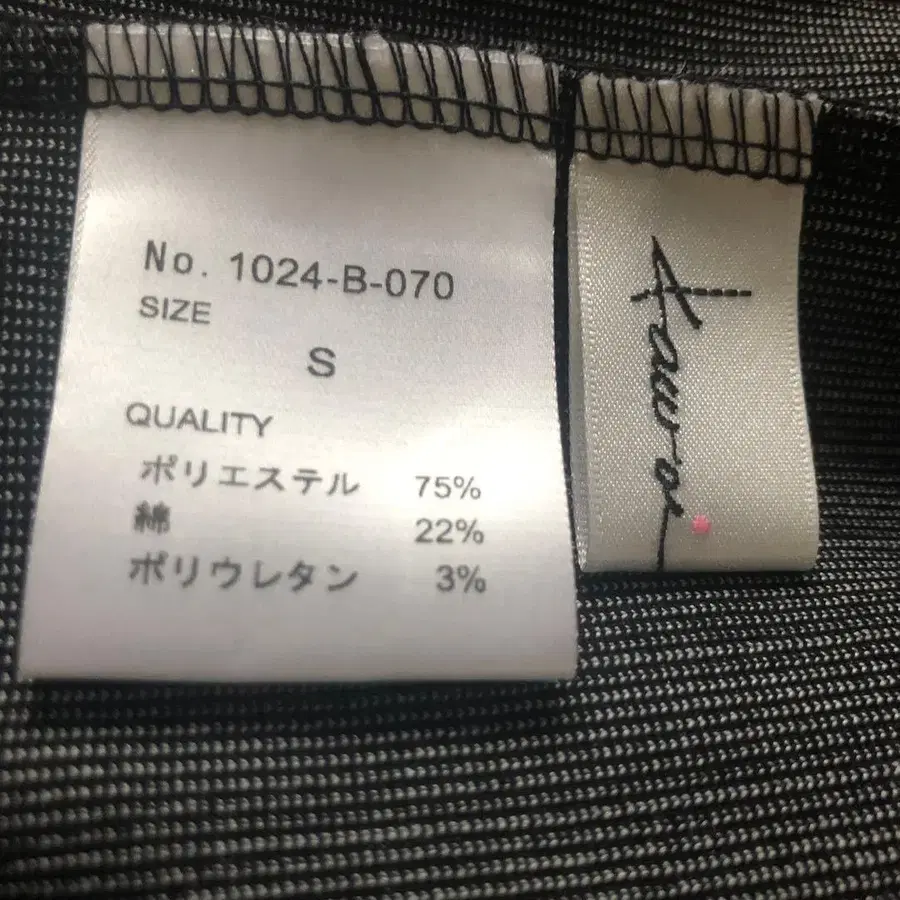 No. 1024-B-070
SIZE
S
QUALITY
ポリエステル 75%
綿 22%
ポリウレタン 3%
Kawoi